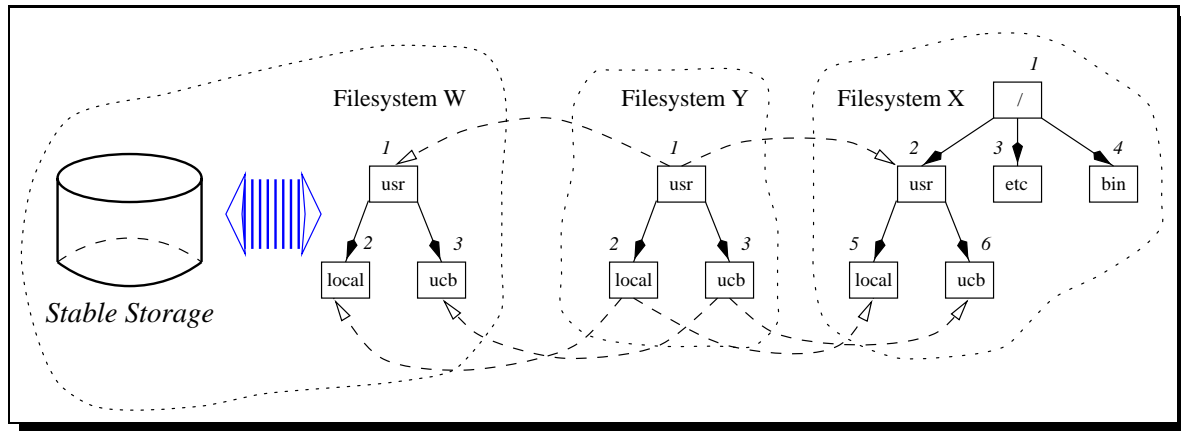 Filesystem W
1
usr
2
3
local
ucb
Stable Storage
Filesystem Y
1
usr
2
3
local
ucb
Filesystem X
1
/
2
3
4
usr
etc
bin
5
6
local
ucb